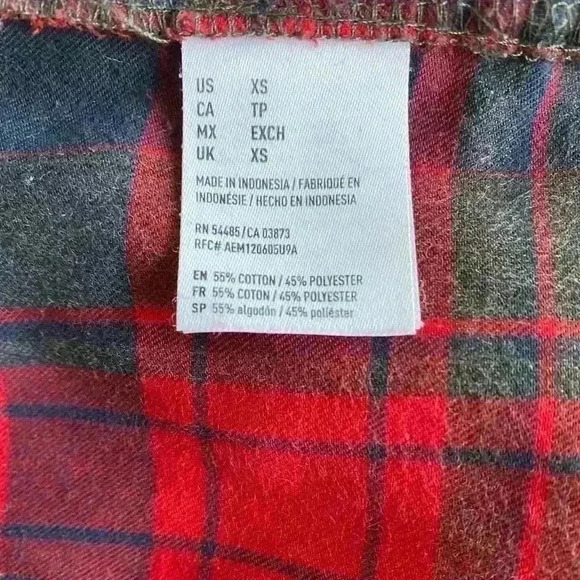 US XS
CA TP
MX EXCH
UK XS
MADE IN INDONESIA / FABRIQUÉ EN
INDONÉSIE / HECHO EN INDONESIA
RN 54485/CA 03873
RFC# AEM120605U9A
EN 55% COTTON / 45% POLYESTER
FR 55% COTON / 45% POLYESTER
SP 55% algodón / 45% poliéster